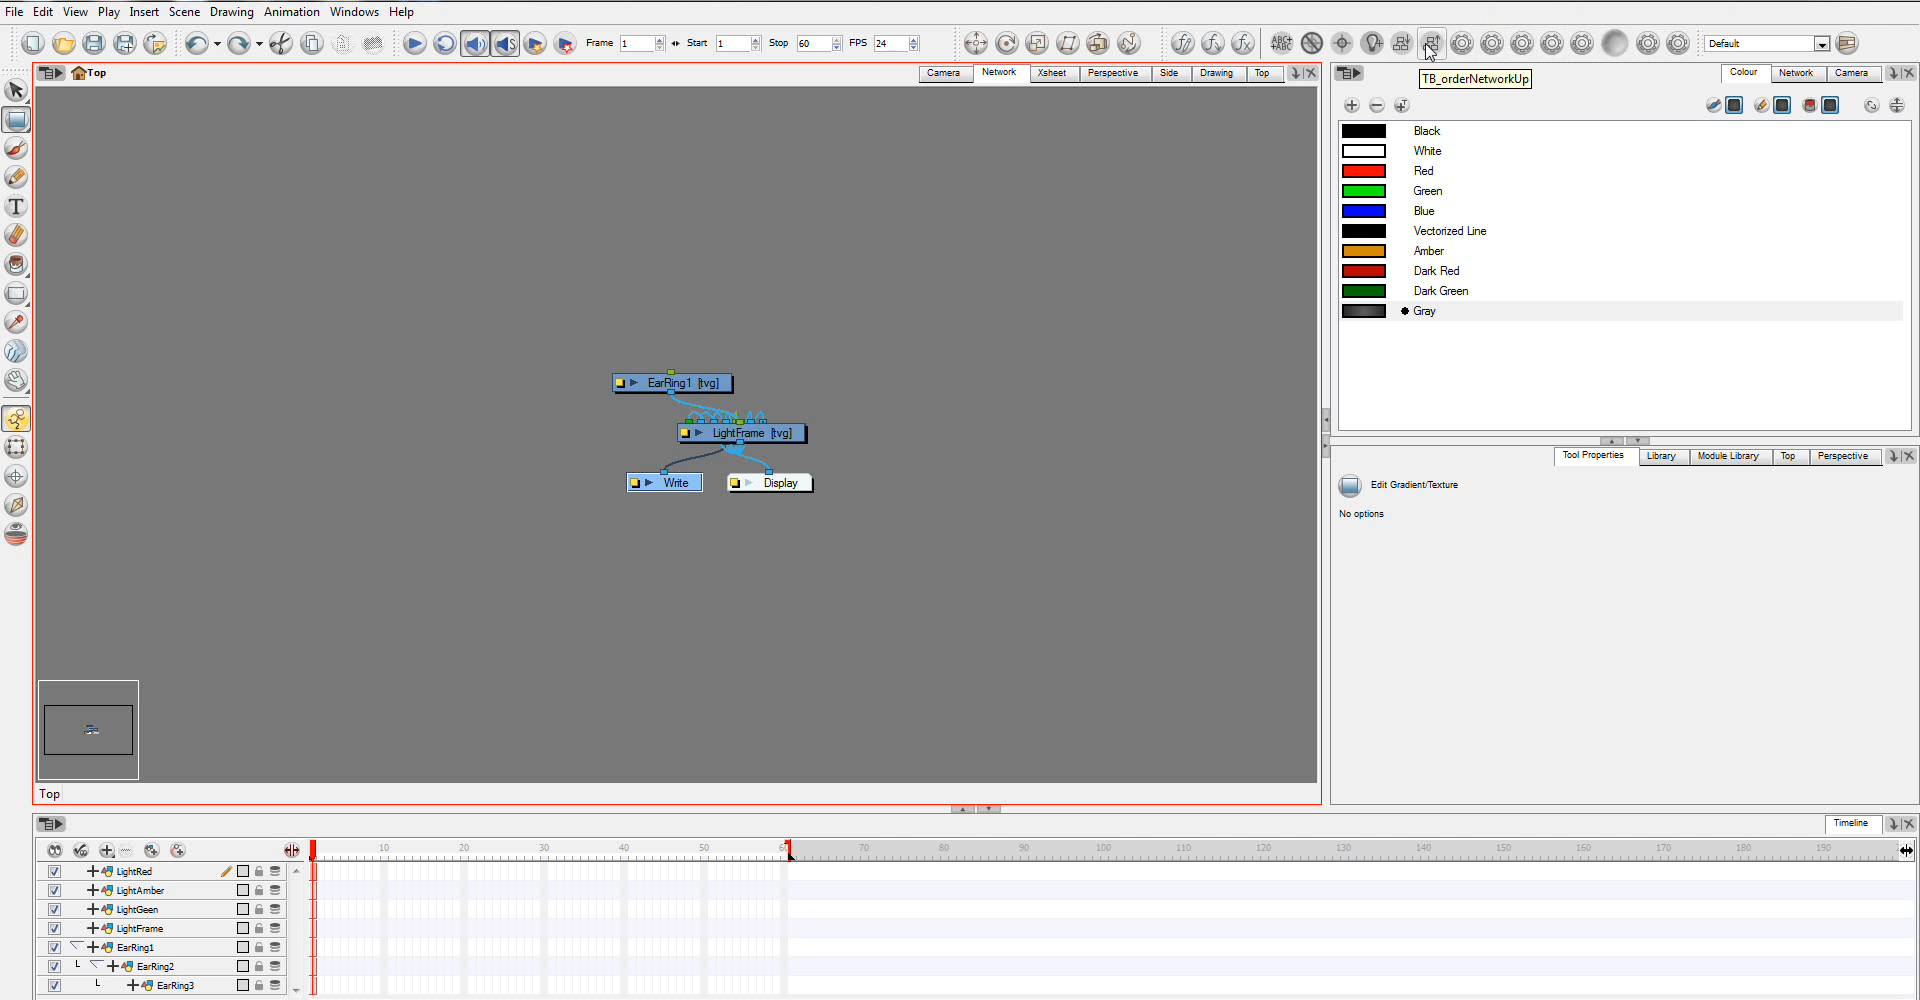 File Edit View Play Insert Scene Drawing Animation Windows Help
Frame 1 Start 1 Stop 60 FPS 24 ABC+ +ABC Default
Top Camera Network Xsheet Perspective Side Drawing Top
TB_orderNetworkUp
Colour Network Camera
Black
White
Red
Green
Blue
Vectorized Line
Amber
Dark Red
Dark Green
Gray
EarRing1 [tvg]
LightFrame [tvg]
Write Display
Tool Properties Library Module Library Top Perspective
Edit Gradient/Texture
No options
Top
Timeline
10 20 30 40 50 60 70 80 90 100 110 120 130 140 150 160 170 180 190
LightRed
LightAmber
LightGeen
LightFrame
EarRing1
EarRing2
EarRing3